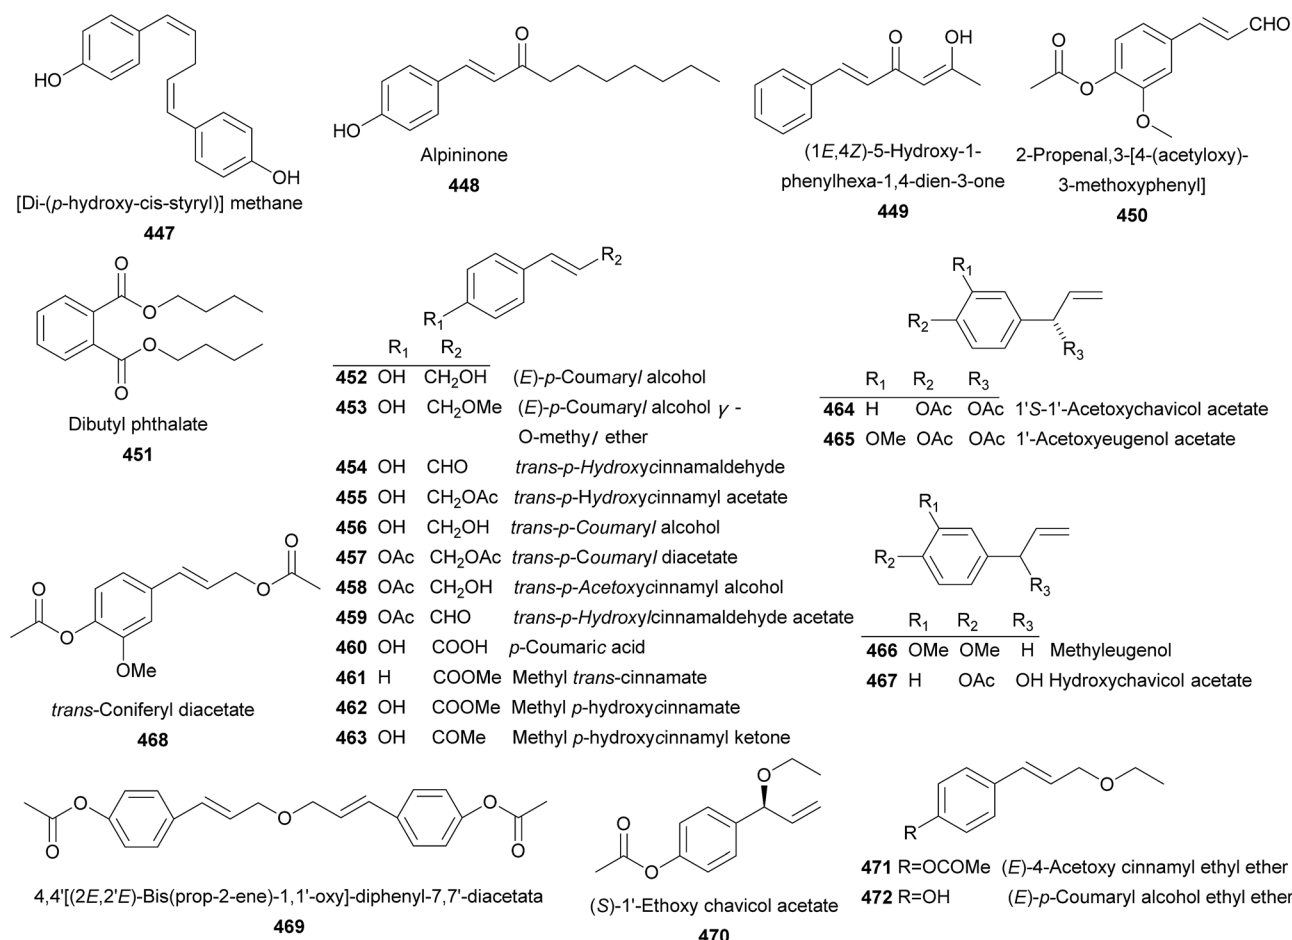 HO
OH
[Di-(p-hydroxy-cis-styryl)] methane
447
O
HO
Alpininone
448
O
OH
(1E,4Z)-5-Hydroxy-1-
phenylhexa-1,4-dien-3-one
449
CHO
O
O
O
2-Propenal,3-[4-(acetyloxy)-
3-methoxyphenyl]
450
O
O
O
O
Dibutyl phthalate
451
R2
R1
R1 R2
452 OH CH2OH (E)-p-Coumaryl alcohol
453 OH CH2OMe (E)-p-Coumaryl alcohol γ -
O-methyl ether
454 OH CHO trans-p-Hydroxycinnamaldehyde
455 OH CH2OAc trans-p-Hydroxycinnamyl acetate
456 OH CH2OH trans-p-Coumaryl alcohol
457 OAc CH2OAc trans-p-Coumaryl diacetate
458 OAc CH2OH trans-p-Acetoxycinnamyl alcohol
459 OAc CHO trans-p-Hydroxylcinnamaldehyde acetate
460 OH COOH p-Coumaric acid
461 H COOMe Methyl trans-cinnamate
462 OH COOMe Methyl p-hydroxycinnamate
463 OH COMe Methyl p-hydroxycinnamyl ketone
R1
R2
R3
R1 R2 R3
464 H OAc OAc 1'S-1'-Acetoxychavicol acetate
465 OMe OAc OAc 1'-Acetoxyeugenol acetate
R1
R2
R3
R1 R2 R3
466 OMe OMe H Methyleugenol
467 H OAc OH Hydroxychavicol acetate
O
O
O
O
OMe
trans-Coniferyl diacetate
468
O
O
O
O
O
4,4'[(2E,2'E)-Bis(prop-2-ene)-1,1'-oxy]-diphenyl-7,7'-diacetata
469
O
O
O
(S)-1'-Ethoxy chavicol acetate
470
O
R
471 R=OCOMe (E)-4-Acetoxy cinnamyl ethyl ether
472 R=OH (E)-p-Coumaryl alcohol ethyl ether